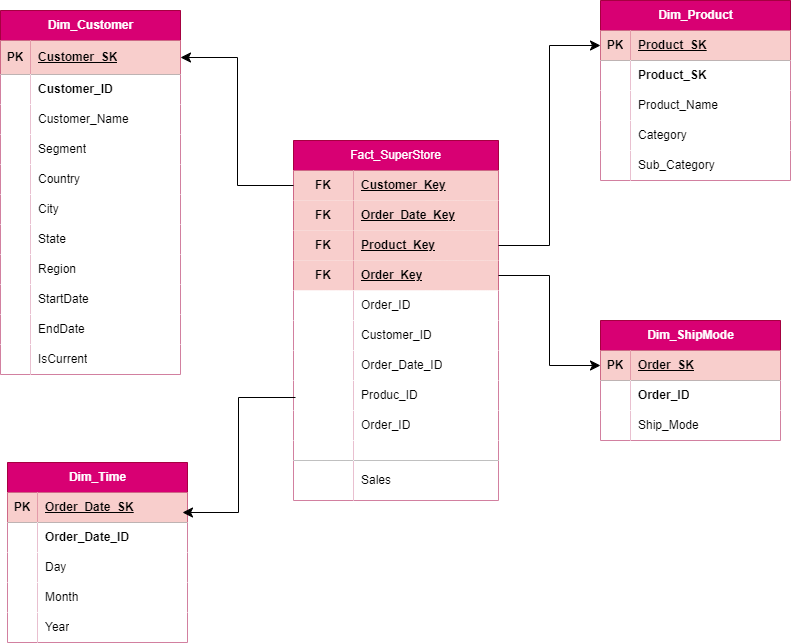 Dim_Customer
PK Customer_SK
Customer_ID
Customer_Name
Segment
Country
City
State
Region
StartDate
EndDate
IsCurrent
Dim_Product
PK Product_SK
Product_SK
Product_Name
Category
Sub_Category
Fact_SuperStore
FK Customer_Key
FK Order_Date_Key
FK Product_Key
FK Order_Key
Order_ID
Customer_ID
Order_Date_ID
Produc_ID
Order_ID
Sales
Dim_ShipMode
PK Order_SK
Order_ID
Ship_Mode
Dim_Time
PK Order_Date_SK
Order_Date_ID
Day
Month
Year